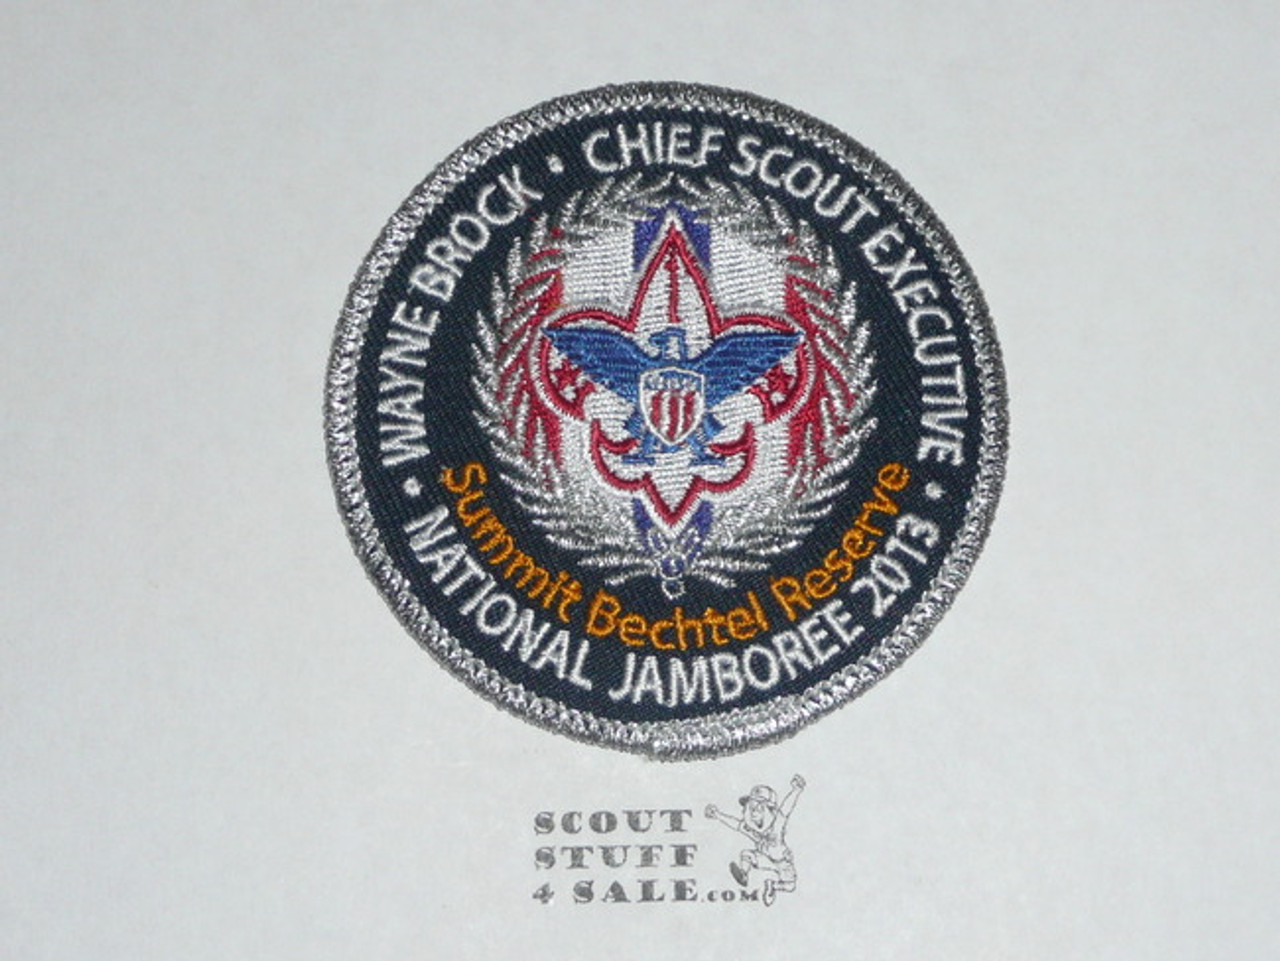 WAYNE BROCK • CHIEF SCOUT EXECUTIVE
• NATIONAL JAMBOREE 2013 •
Summit Bechtel Reserve
SCOUT
STUFF
4 SALE.COM